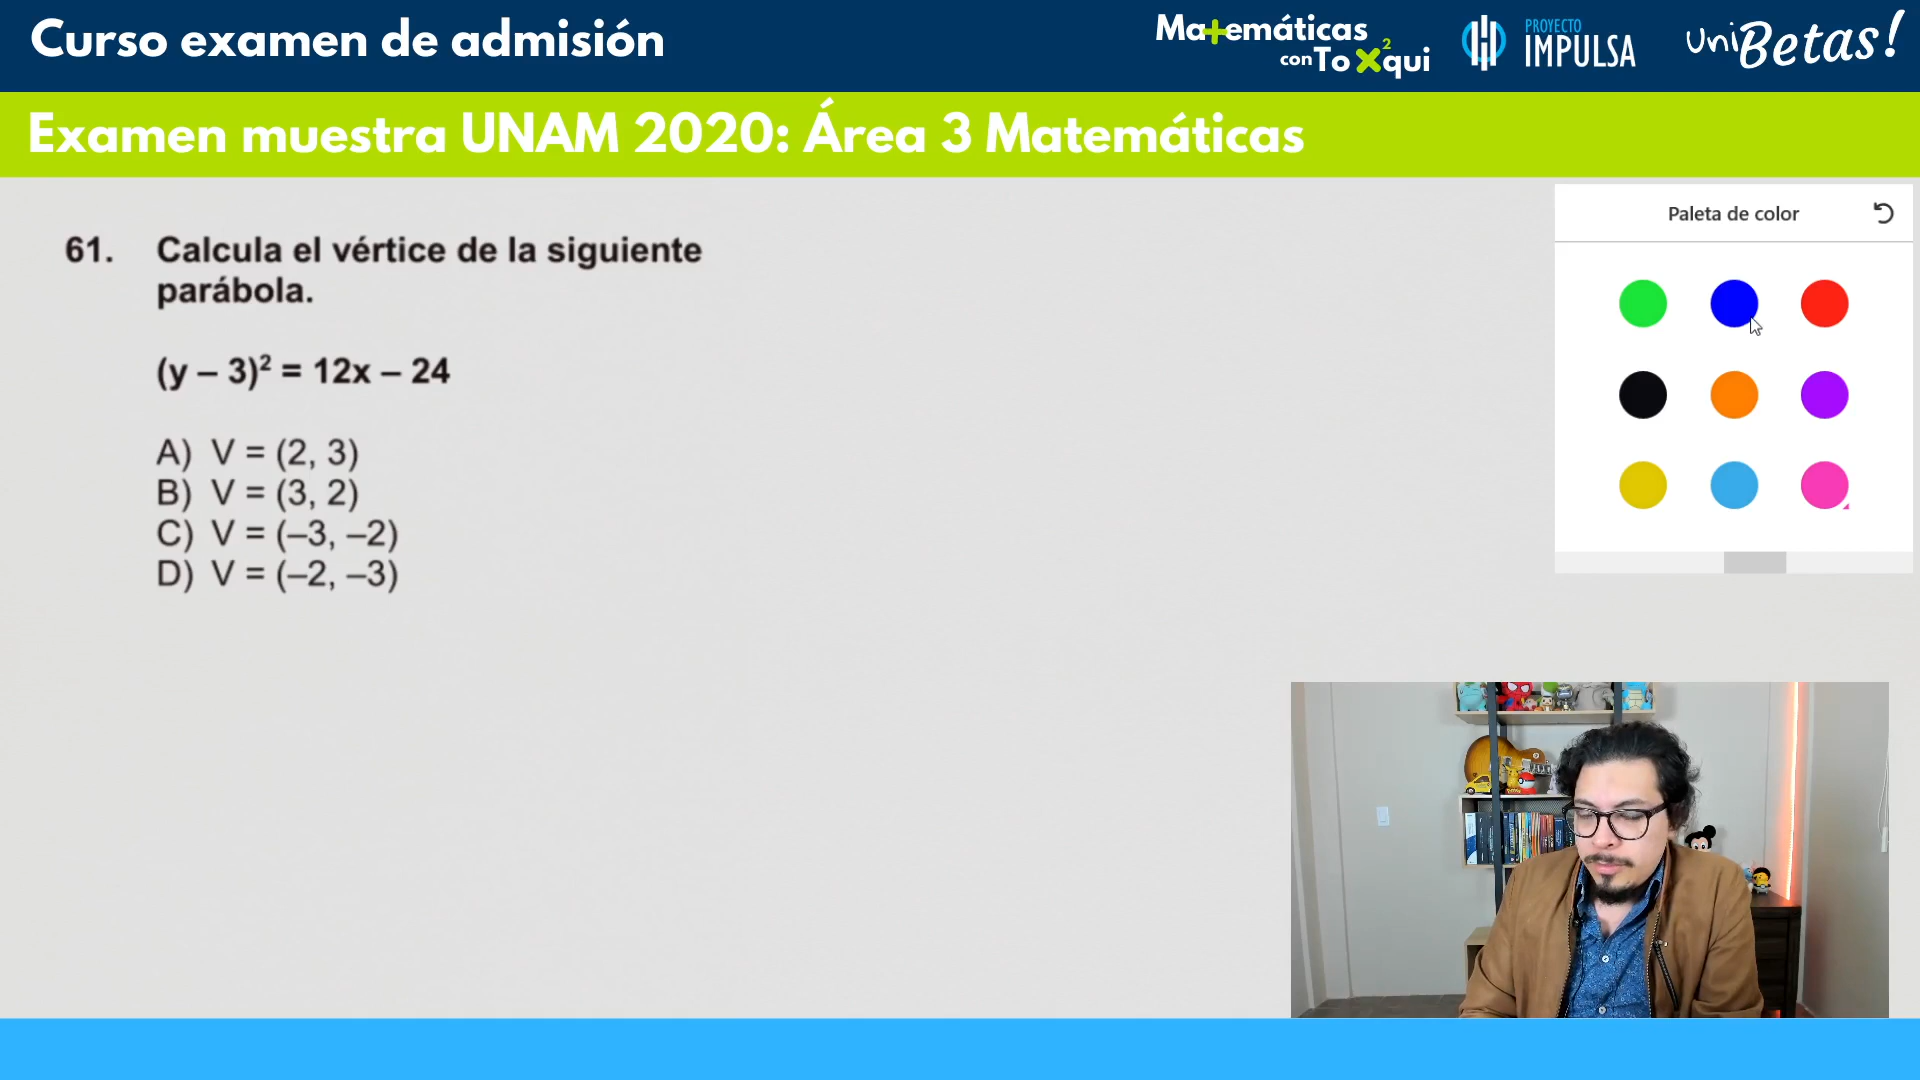 Curso examen de admisión
Matemáticas
con To X²qui
PROYECTO
IMPULSA
uniBetas!
Examen muestra UNAM 2020: Área 3 Matemáticas
61. Calcula el vértice de la siguiente
parábola.
(y – 3)² = 12x – 24
A) V = (2, 3)
B) V = (3, 2)
C) V = (–3, –2)
D) V = (–2, –3)
Paleta de color